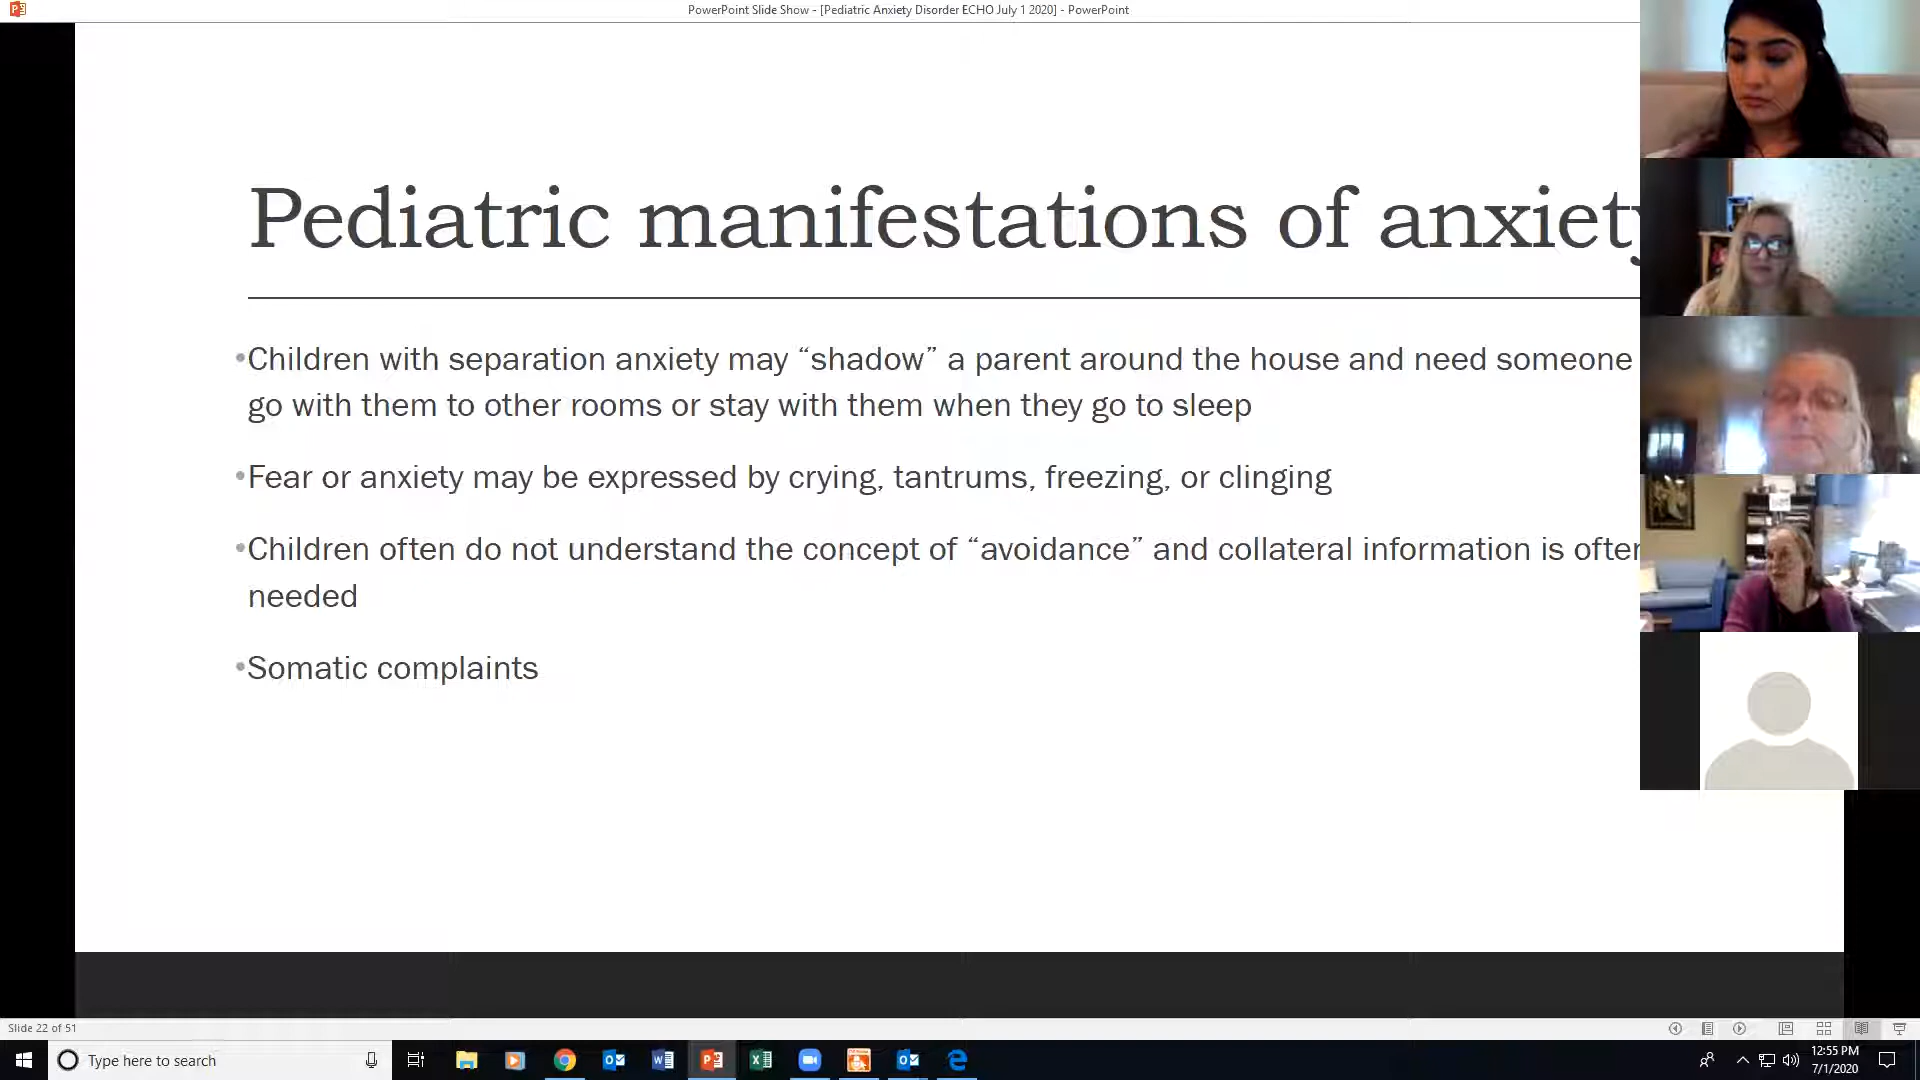 PowerPoint Slide Show - [Pediatric Anxiety Disorder ECHO July 1 2020] - PowerPoint
Pediatric manifestations of anxiety
•Children with separation anxiety may “shadow” a parent around the house and need someone
go with them to other rooms or stay with them when they go to sleep
•Fear or anxiety may be expressed by crying, tantrums, freezing, or clinging
•Children often do not understand the concept of “avoidance” and collateral information is often
needed
•Somatic complaints
Slide 22 of 51
Type here to search
12:55 PM
7/1/2020